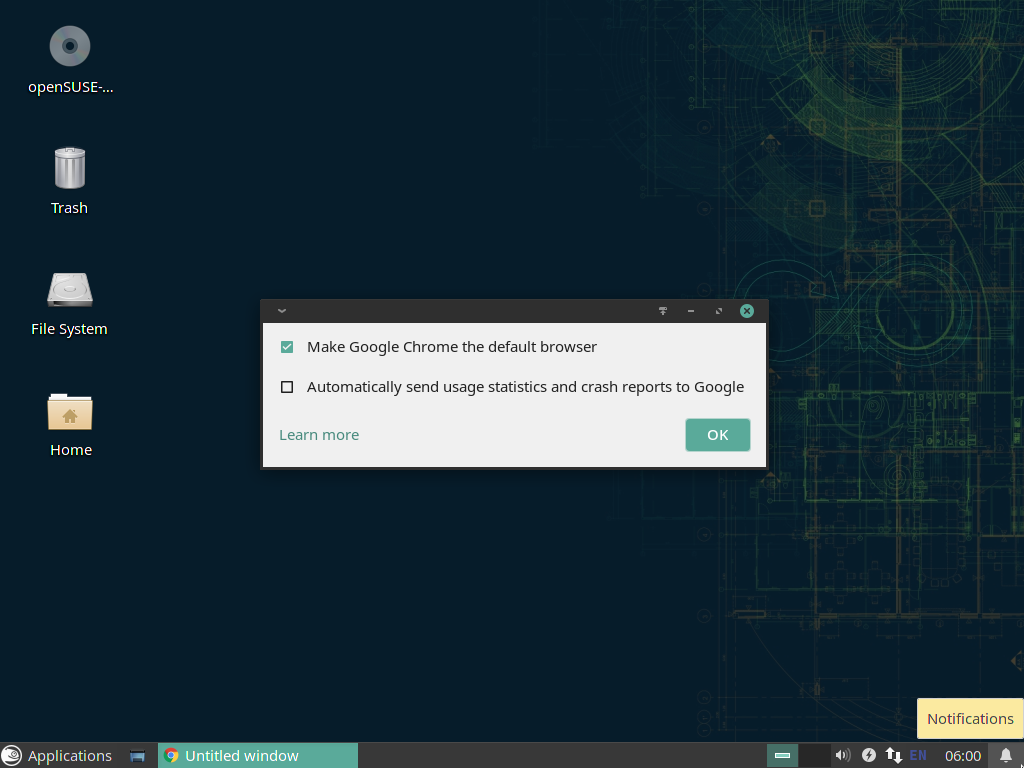 openSUSE-...
Trash
File System
Home
Make Google Chrome the default browser
Automatically send usage statistics and crash reports to Google
Learn more
OK
Notifications
Applications
Untitled window
EN
06:00